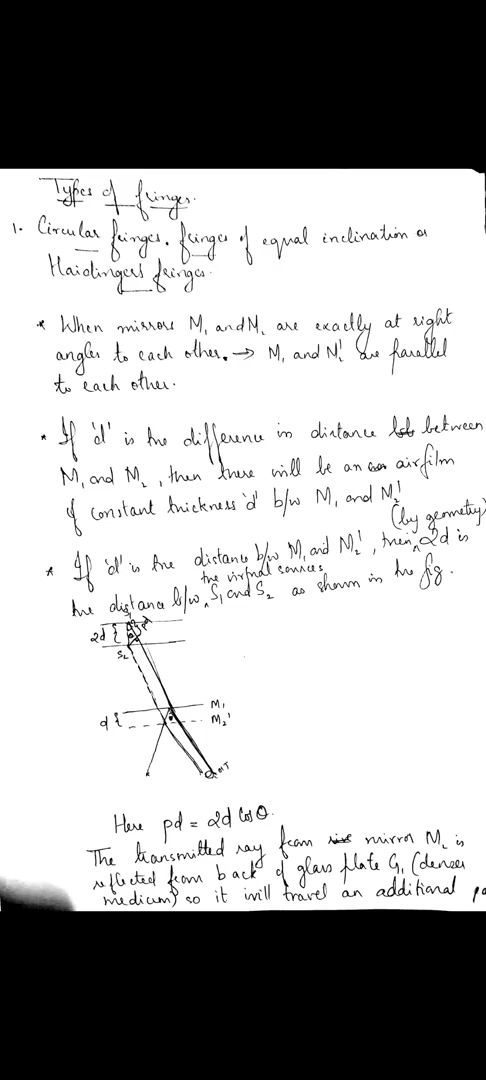 Types of fringes.
1. Circular fringes. fringes of equal inclination or
Haidingers fringes.
* When mirrors M₁ and M₂ are exactly at right
angles to each other. → M₁ and M₂' are parallel
to each other.
* If 'd' is the difference in distance between
M₁ and M₂, then there will be an air film
of constant thickness 'd' b/w M₁ and M₂'
(by geometry)
* If 'd' is the distance b/w M₁ and M₂', then 2d is
the virtual sources
the distance b/w S₁ and S₂ as shown in the fig.
S₁
2d {
S₂
M₁
d {
M₂'
Here pd = 2d Cosθ.
The transmitted ray from mirror M₂ is
reflected from back of glass plate G₁ (denser
medium) so it will travel an additional